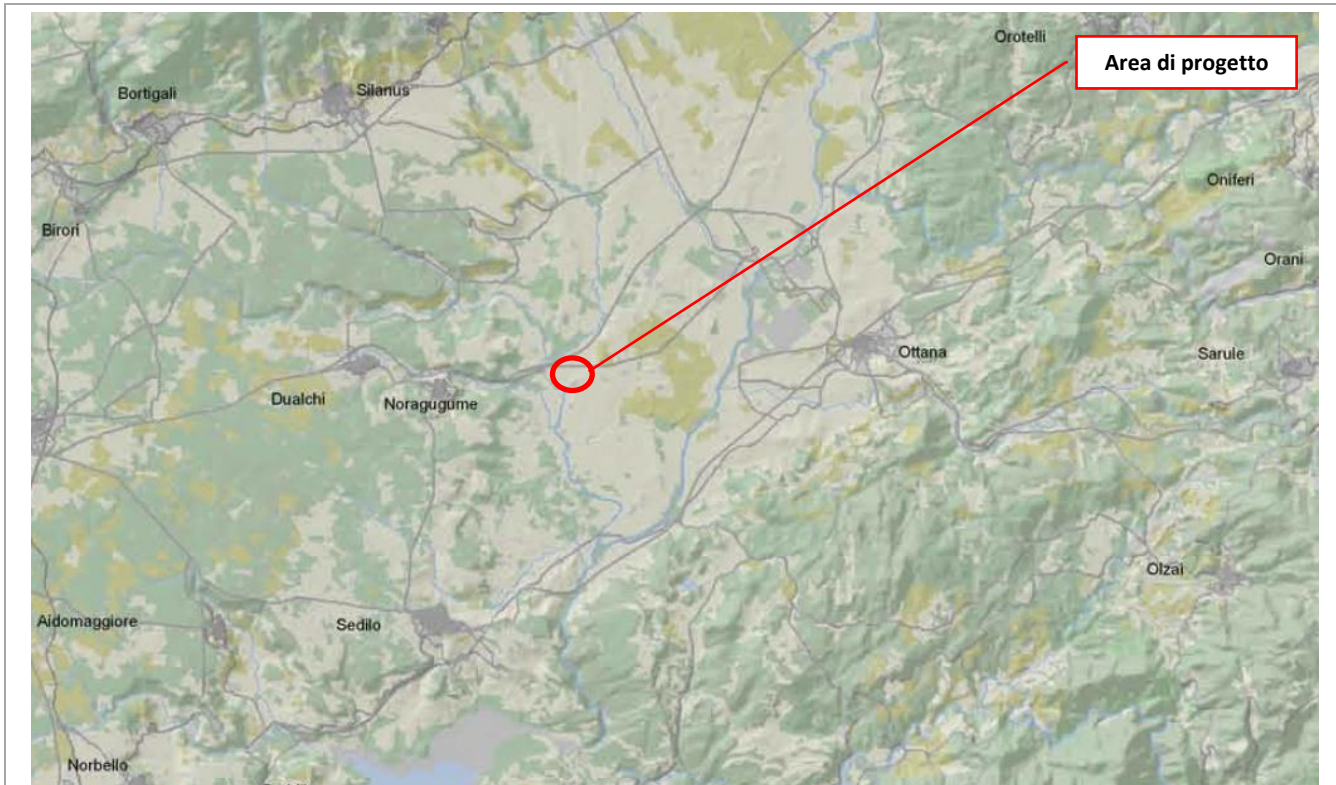 Orotelli
Area di progetto
Bortigali
Silanus
Oniferi
Birori
Orani
Ottana
Sarule
Dualchi
Noragugume
Olzai
Aidomaggiore
Sedilo
Norbello